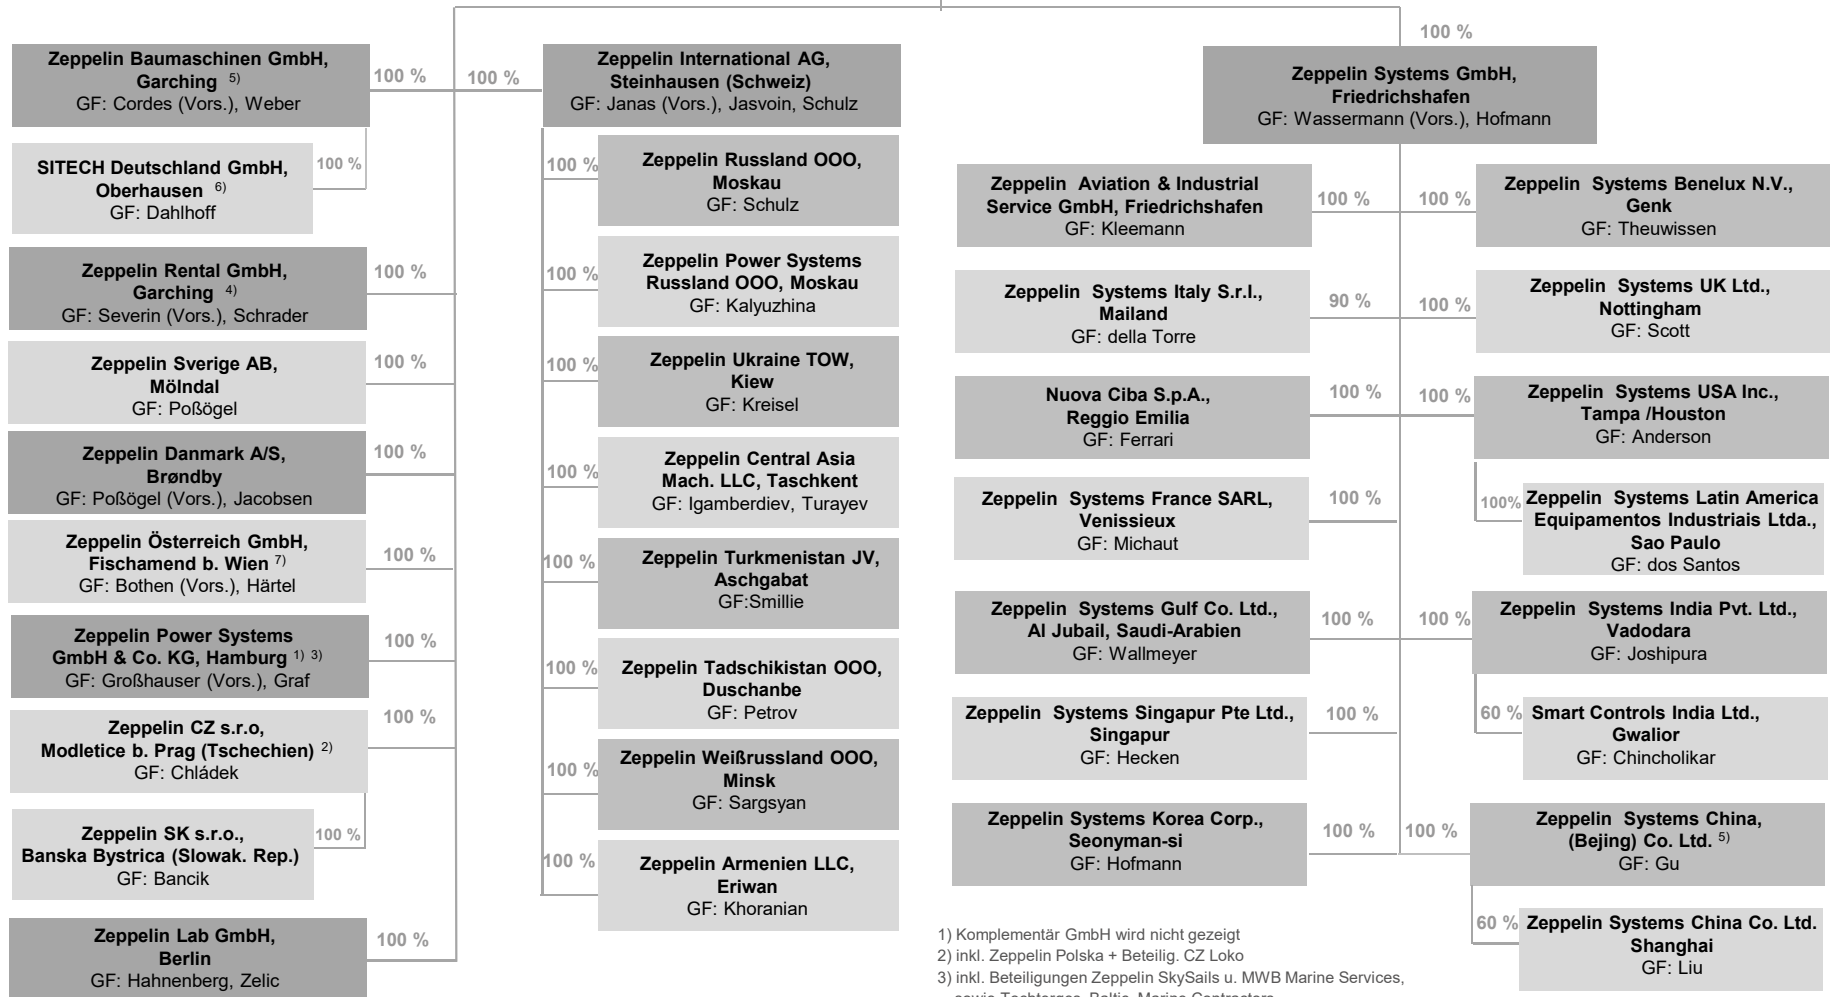 100 %
Zeppelin Baumaschinen GmbH,
Garching 5)
GF: Cordes (Vors.), Weber
100 %
SITECH Deutschland GmbH,
Oberhausen 6)
GF: Dahlhoff
100 %
Zeppelin Rental GmbH,
Garching 4)
GF: Severin (Vors.), Schrader
100 %
Zeppelin Sverige AB,
Mölndal
GF: Poßögel
100 %
Zeppelin Danmark A/S,
Brøndby
GF: Poßögel (Vors.), Jacobsen
100 %
Zeppelin Österreich GmbH,
Fischamend b. Wien 7)
GF: Bothen (Vors.), Härtel
100 %
Zeppelin Power Systems
GmbH & Co. KG, Hamburg 1) 3)
GF: Großhauser (Vors.), Graf
100 %
Zeppelin CZ s.r.o,
Modletice b. Prag (Tschechien) 2)
GF: Chládek
100 %
Zeppelin SK s.r.o.,
Banska Bystrica (Slowak. Rep.)
GF: Bancik
100 %
Zeppelin Lab GmbH,
Berlin
GF: Hahnenberg, Zelic
100 %
100 %
Zeppelin International AG,
Steinhausen (Schweiz)
GF: Janas (Vors.), Jasvoin, Schulz
100 %
Zeppelin Russland OOO,
Moskau
GF: Schulz
100 %
Zeppelin Power Systems
Russland OOO, Moskau
GF: Kalyuzhina
100 %
Zeppelin Ukraine TOW,
Kiew
GF: Kreisel
100 %
Zeppelin Central Asia
Mach. LLC, Taschkent
GF: Igamberdiev, Turayev
100 %
Zeppelin Turkmenistan JV,
Aschgabat
GF:Smillie
100 %
Zeppelin Tadschikistan OOO,
Duschanbe
GF: Petrov
100 %
Zeppelin Weißrussland OOO,
Minsk
GF: Sargsyan
100 %
Zeppelin Armenien LLC,
Eriwan
GF: Khoranian
Zeppelin Systems GmbH,
Friedrichshafen
GF: Wassermann (Vors.), Hofmann
Zeppelin Aviation & Industrial
Service GmbH, Friedrichshafen
GF: Kleemann
100 %
Zeppelin Systems Italy S.r.l.,
Mailand
GF: della Torre
90 %
Nuova Ciba S.p.A.,
Reggio Emilia
GF: Ferrari
100 %
Zeppelin Systems France SARL,
Venissieux
GF: Michaut
100 %
Zeppelin Systems Gulf Co. Ltd.,
Al Jubail, Saudi-Arabien
GF: Wallmeyer
100 %
Zeppelin Systems Singapur Pte Ltd.,
Singapur
GF: Hecken
100 %
Zeppelin Systems Korea Corp.,
Seonyman-si
GF: Hofmann
100 %
100 %
Zeppelin Systems Benelux N.V.,
Genk
GF: Theuwissen
100 %
Zeppelin Systems UK Ltd.,
Nottingham
GF: Scott
100 %
Zeppelin Systems USA Inc.,
Tampa /Houston
GF: Anderson
100%
Zeppelin Systems Latin America
Equipamentos Industriais Ltda.,
Sao Paulo
GF: dos Santos
100 %
Zeppelin Systems India Pvt. Ltd.,
Vadodara
GF: Joshipura
60 %
Smart Controls India Ltd.,
Gwalior
GF: Chincholikar
100 %
Zeppelin Systems China,
(Bejing) Co. Ltd. 5)
GF: Gu
60 %
Zeppelin Systems China Co. Ltd.
Shanghai
GF: Liu
1) Komplementär GmbH wird nicht gezeigt
2) inkl. Zeppelin Polska + Beteilig. CZ Loko
3) inkl. Beteiligungen Zeppelin SkySails u. MWB Marine Services,